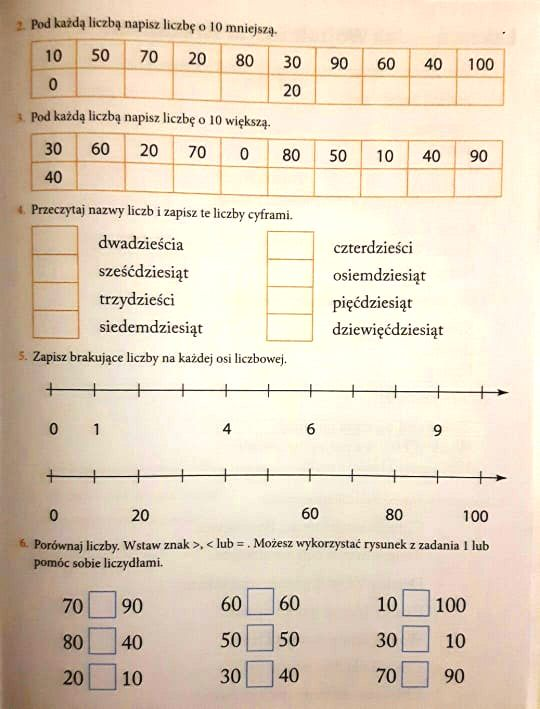 2. Pod każdą liczbą napisz liczbę o 10 mniejszą.
10 50 70 20 80 30 90 60 40 100
0 20
3. Pod każdą liczbą napisz liczbę o 10 większą.
30 60 20 70 0 80 50 10 40 90
40
4. Przeczytaj nazwy liczb i zapisz te liczby cyframi.
dwadzieścia czterdzieści
sześćdziesiąt osiemdziesiąt
trzydzieści pięćdziesiąt
siedemdziesiąt dziewięćdziesiąt
5. Zapisz brakujące liczby na każdej osi liczbowej.
0 1 4 6 9
0 20 60 80 100
6. Porównaj liczby. Wstaw znak >, < lub = . Możesz wykorzystać rysunek z zadania 1 lub
pomóc sobie liczydłami.
70 90 60 60 10 100
80 40 50 50 30 10
20 10 30 40 70 90